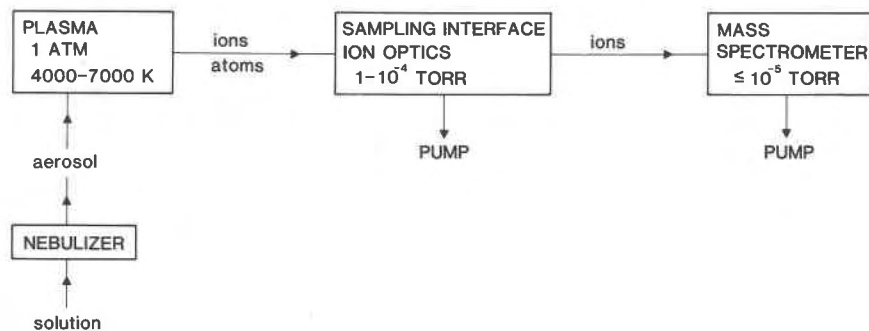 PLASMA
1 ATM
4000-7000 K
ions
atoms
SAMPLING INTERFACE
ION OPTICS
1-10⁻⁴ TORR
ions
MASS
SPECTROMETER
≤ 10⁻⁵ TORR
PUMP
PUMP
aerosol
NEBULIZER
solution